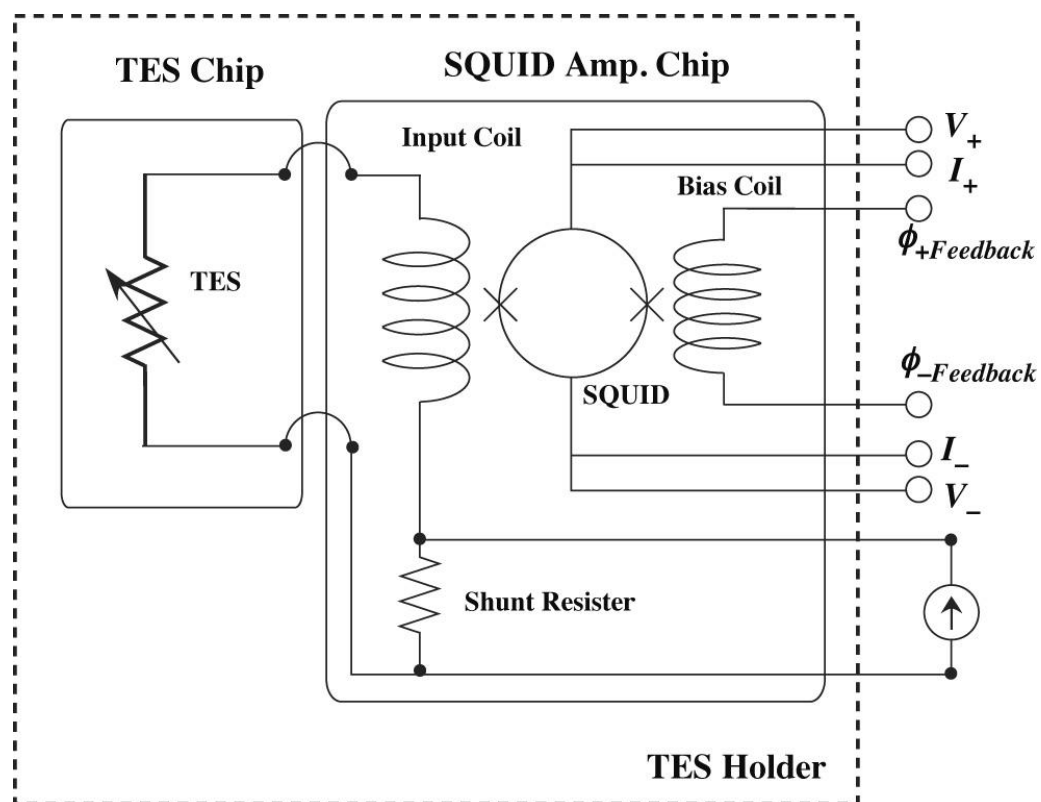 TES Chip
SQUID Amp. Chip
Input Coil
V+
I+
Bias Coil
ϕ+Feedback
TES
ϕ−Feedback
SQUID
I−
V−
Shunt Resister
TES Holder